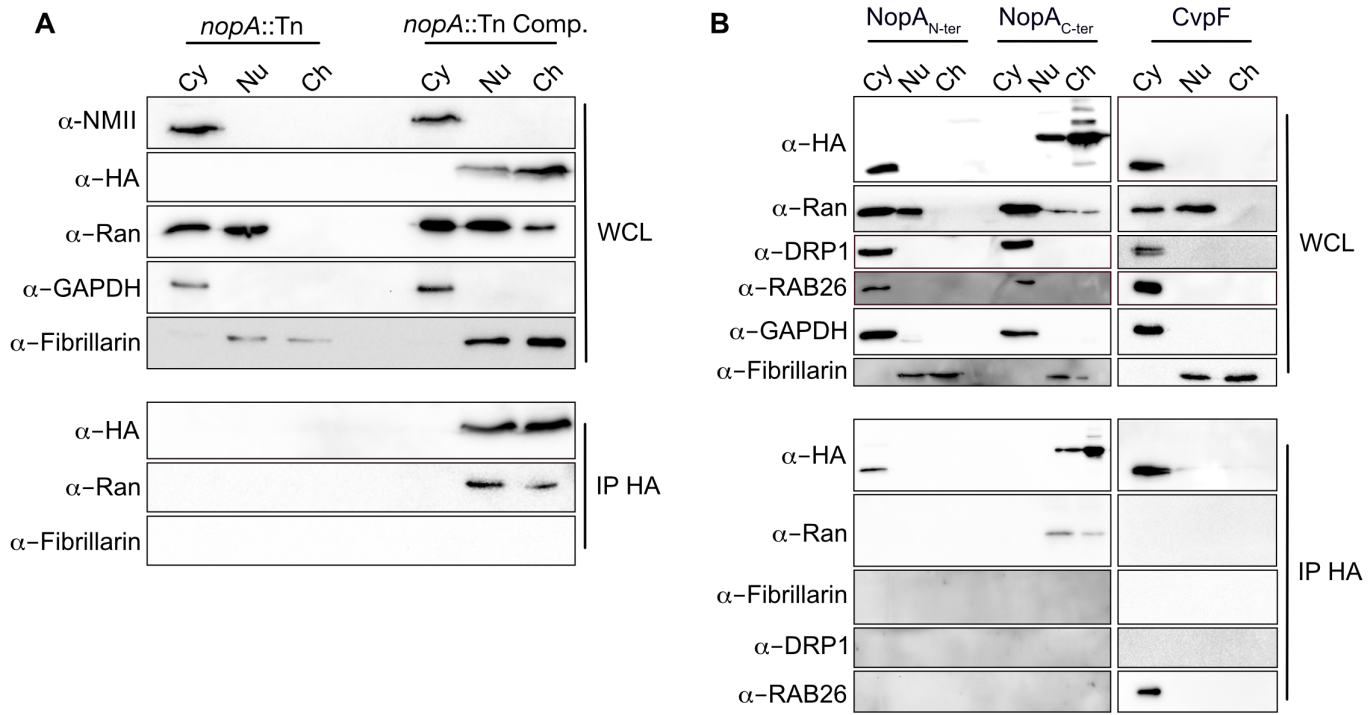 A
nopA::Tn nopA::Tn Comp.
Cy Nu Ch Cy Nu Ch
α-NMII
α−HA
α−Ran
α−GAPDH
α−Fibrillarin
WCL
α−HA
α−Ran
α−Fibrillarin
IP HA
B
NopAN-ter NopAC-ter CvpF
Cy Nu Ch Cy Nu Ch Cy Nu Ch
α−HA
α−Ran
α−DRP1
α−RAB26
α−GAPDH
α−Fibrillarin
WCL
α−HA
α−Ran
α−Fibrillarin
α−DRP1
α−RAB26
IP HA